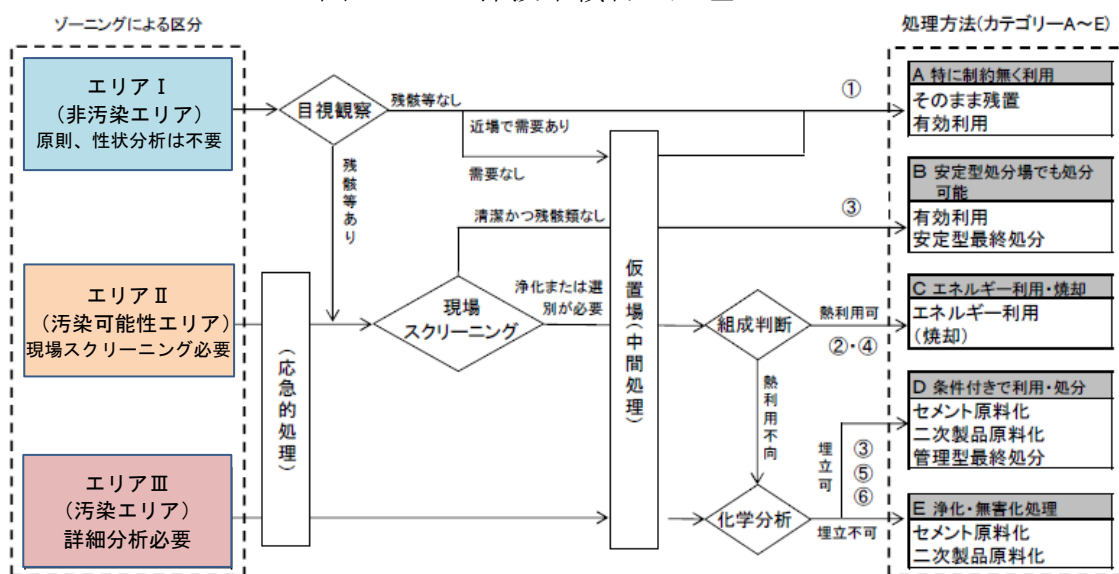 ゾーニングによる区分
処理方法(カテゴリーA～E)
エリアⅠ
(非汚染エリア)
原則、性状分析は不要
エリアⅡ
(汚染可能性エリア)
現場スクリーニング必要
エリアⅢ
(汚染エリア)
詳細分析必要
目視観察
残骸等なし
①
近場で需要あり
需要なし
残骸等あり
清潔かつ残骸類なし
③
(応急的処理)
現場
スクリーニング
浄化または選
別が必要
仮置場(中間処理)
組成判断
熱利用可
②・④
熱利用不向
化学分析
埋立可
③
⑤
⑥
埋立不可
A 特に制約無く利用
そのまま残置
有効利用
B 安定型処分場でも処分
可能
有効利用
安定型最終処分
C エネルギー利用・焼却
エネルギー利用
(焼却)
D 条件付きで利用・処分
セメント原料化
二次製品原料化
管理型最終処分
E 浄化・無害化処理
セメント原料化
二次製品原料化